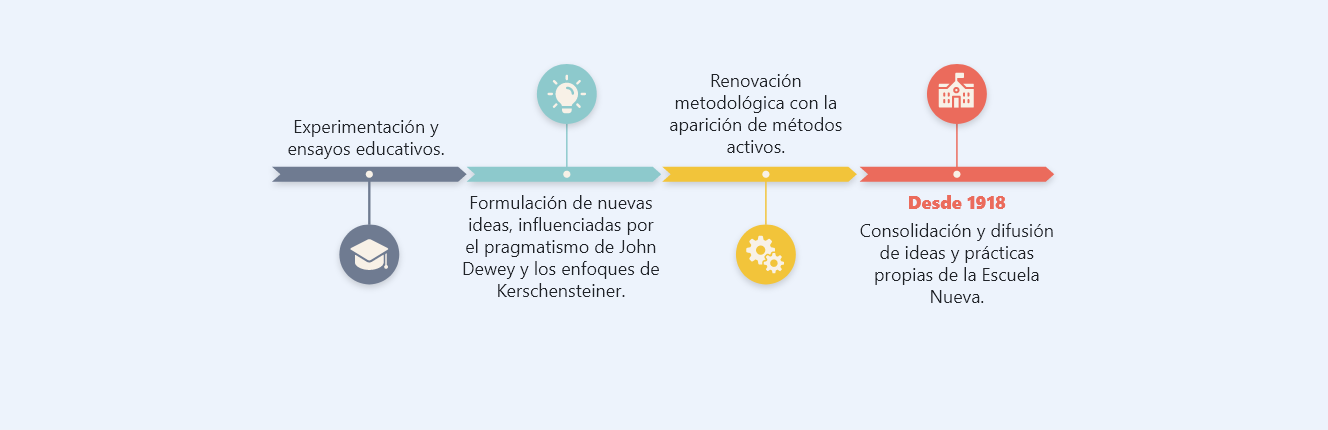 Experimentación y
ensayos educativos.
Formulación de nuevas
ideas, influenciadas por
el pragmatismo de John
Dewey y los enfoques de
Kerschensteiner.
Renovación
metodológica con la
aparición de métodos
activos.
Desde 1918
Consolidación y difusión
de ideas y prácticas
propias de la Escuela
Nueva.